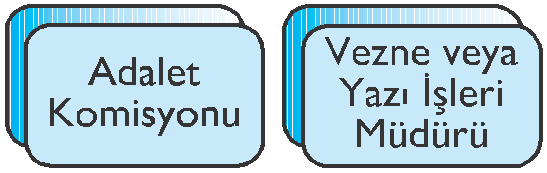 Adalet
Komisyonu
Vezne veya
Yazı İşleri
Müdürü